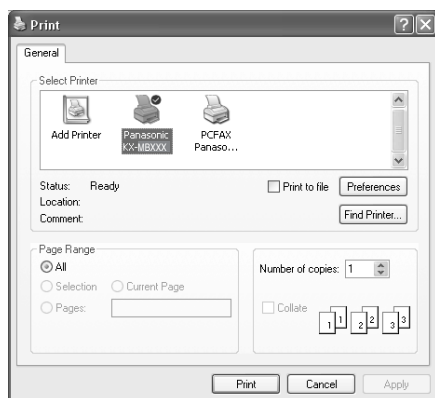 Print
General
Select Printer
Add Printer
Panasonic
KX-MBXXX
PCFAX
Panaso...
Status: Ready
Location:
Comment:
Print to file
Preferences
Find Printer...
Page Range
All
Selection
Current Page
Pages:
Number of copies: 1
Collate
1 1 2 2 3 3
Print
Cancel
Apply